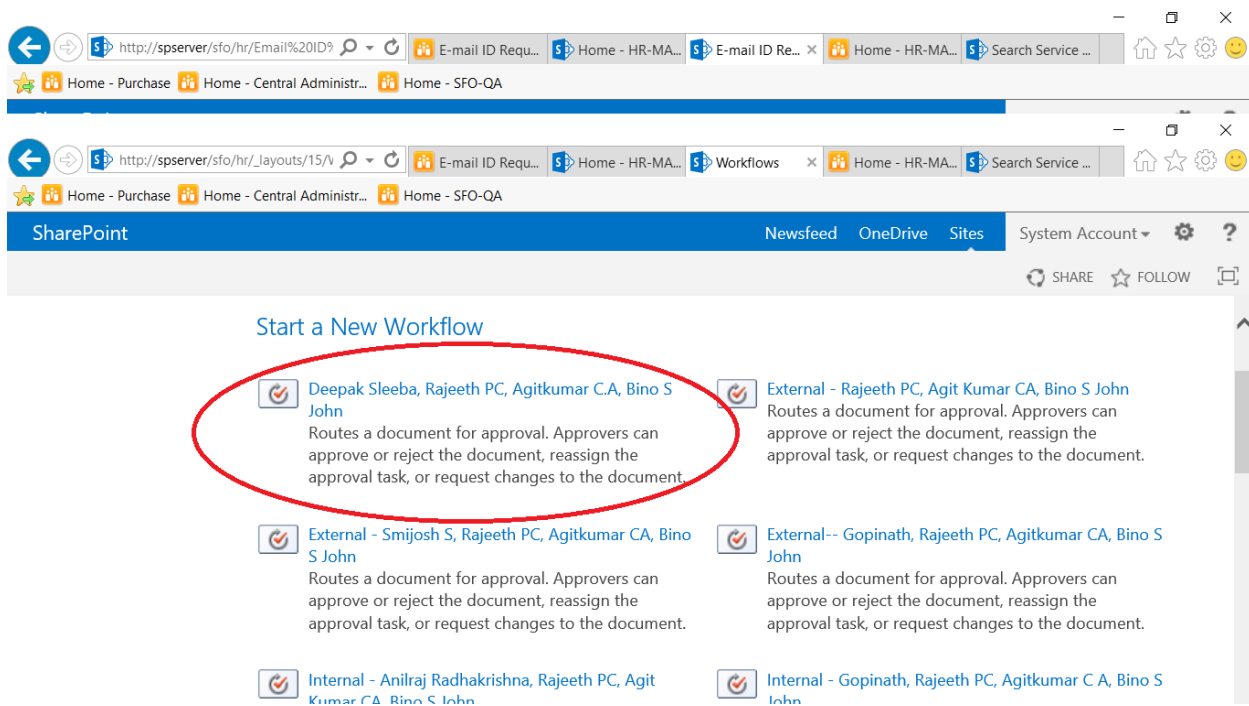 http://spserver/sfo/hr/Email%20ID%
E-mail ID Requ...
Home - HR-MA...
E-mail ID Re...
Home - HR-MA...
Search Service ...
Home - Purchase
Home - Central Administr...
Home - SFO-QA
http://spserver/sfo/hr/_layouts/15/
E-mail ID Requ...
Home - HR-MA...
Workflows
Home - HR-MA...
Search Service ...
Home - Purchase
Home - Central Administr...
Home - SFO-QA
SharePoint
Newsfeed
OneDrive
Sites
System Account
?
SHARE
FOLLOW
Start a New Workflow
Deepak Sleeba, Rajeeth PC, Agitkumar C.A, Bino S
John
Routes a document for approval. Approvers can
approve or reject the document, reassign the
approval task, or request changes to the document.
External - Rajeeth PC, Agit Kumar CA, Bino S John
Routes a document for approval. Approvers can
approve or reject the document, reassign the
approval task, or request changes to the document.
External - Smijosh S, Rajeeth PC, Agitkumar CA, Bino
S John
Routes a document for approval. Approvers can
approve or reject the document, reassign the
approval task, or request changes to the document.
External-- Gopinath, Rajeeth PC, Agitkumar CA, Bino S
John
Routes a document for approval. Approvers can
approve or reject the document, reassign the
approval task, or request changes to the document.
Internal - Anilraj Radhakrishna, Rajeeth PC, Agit
Kumar CA, Bino S John
Internal - Gopinath, Rajeeth PC, Agitkumar C A, Bino S
John